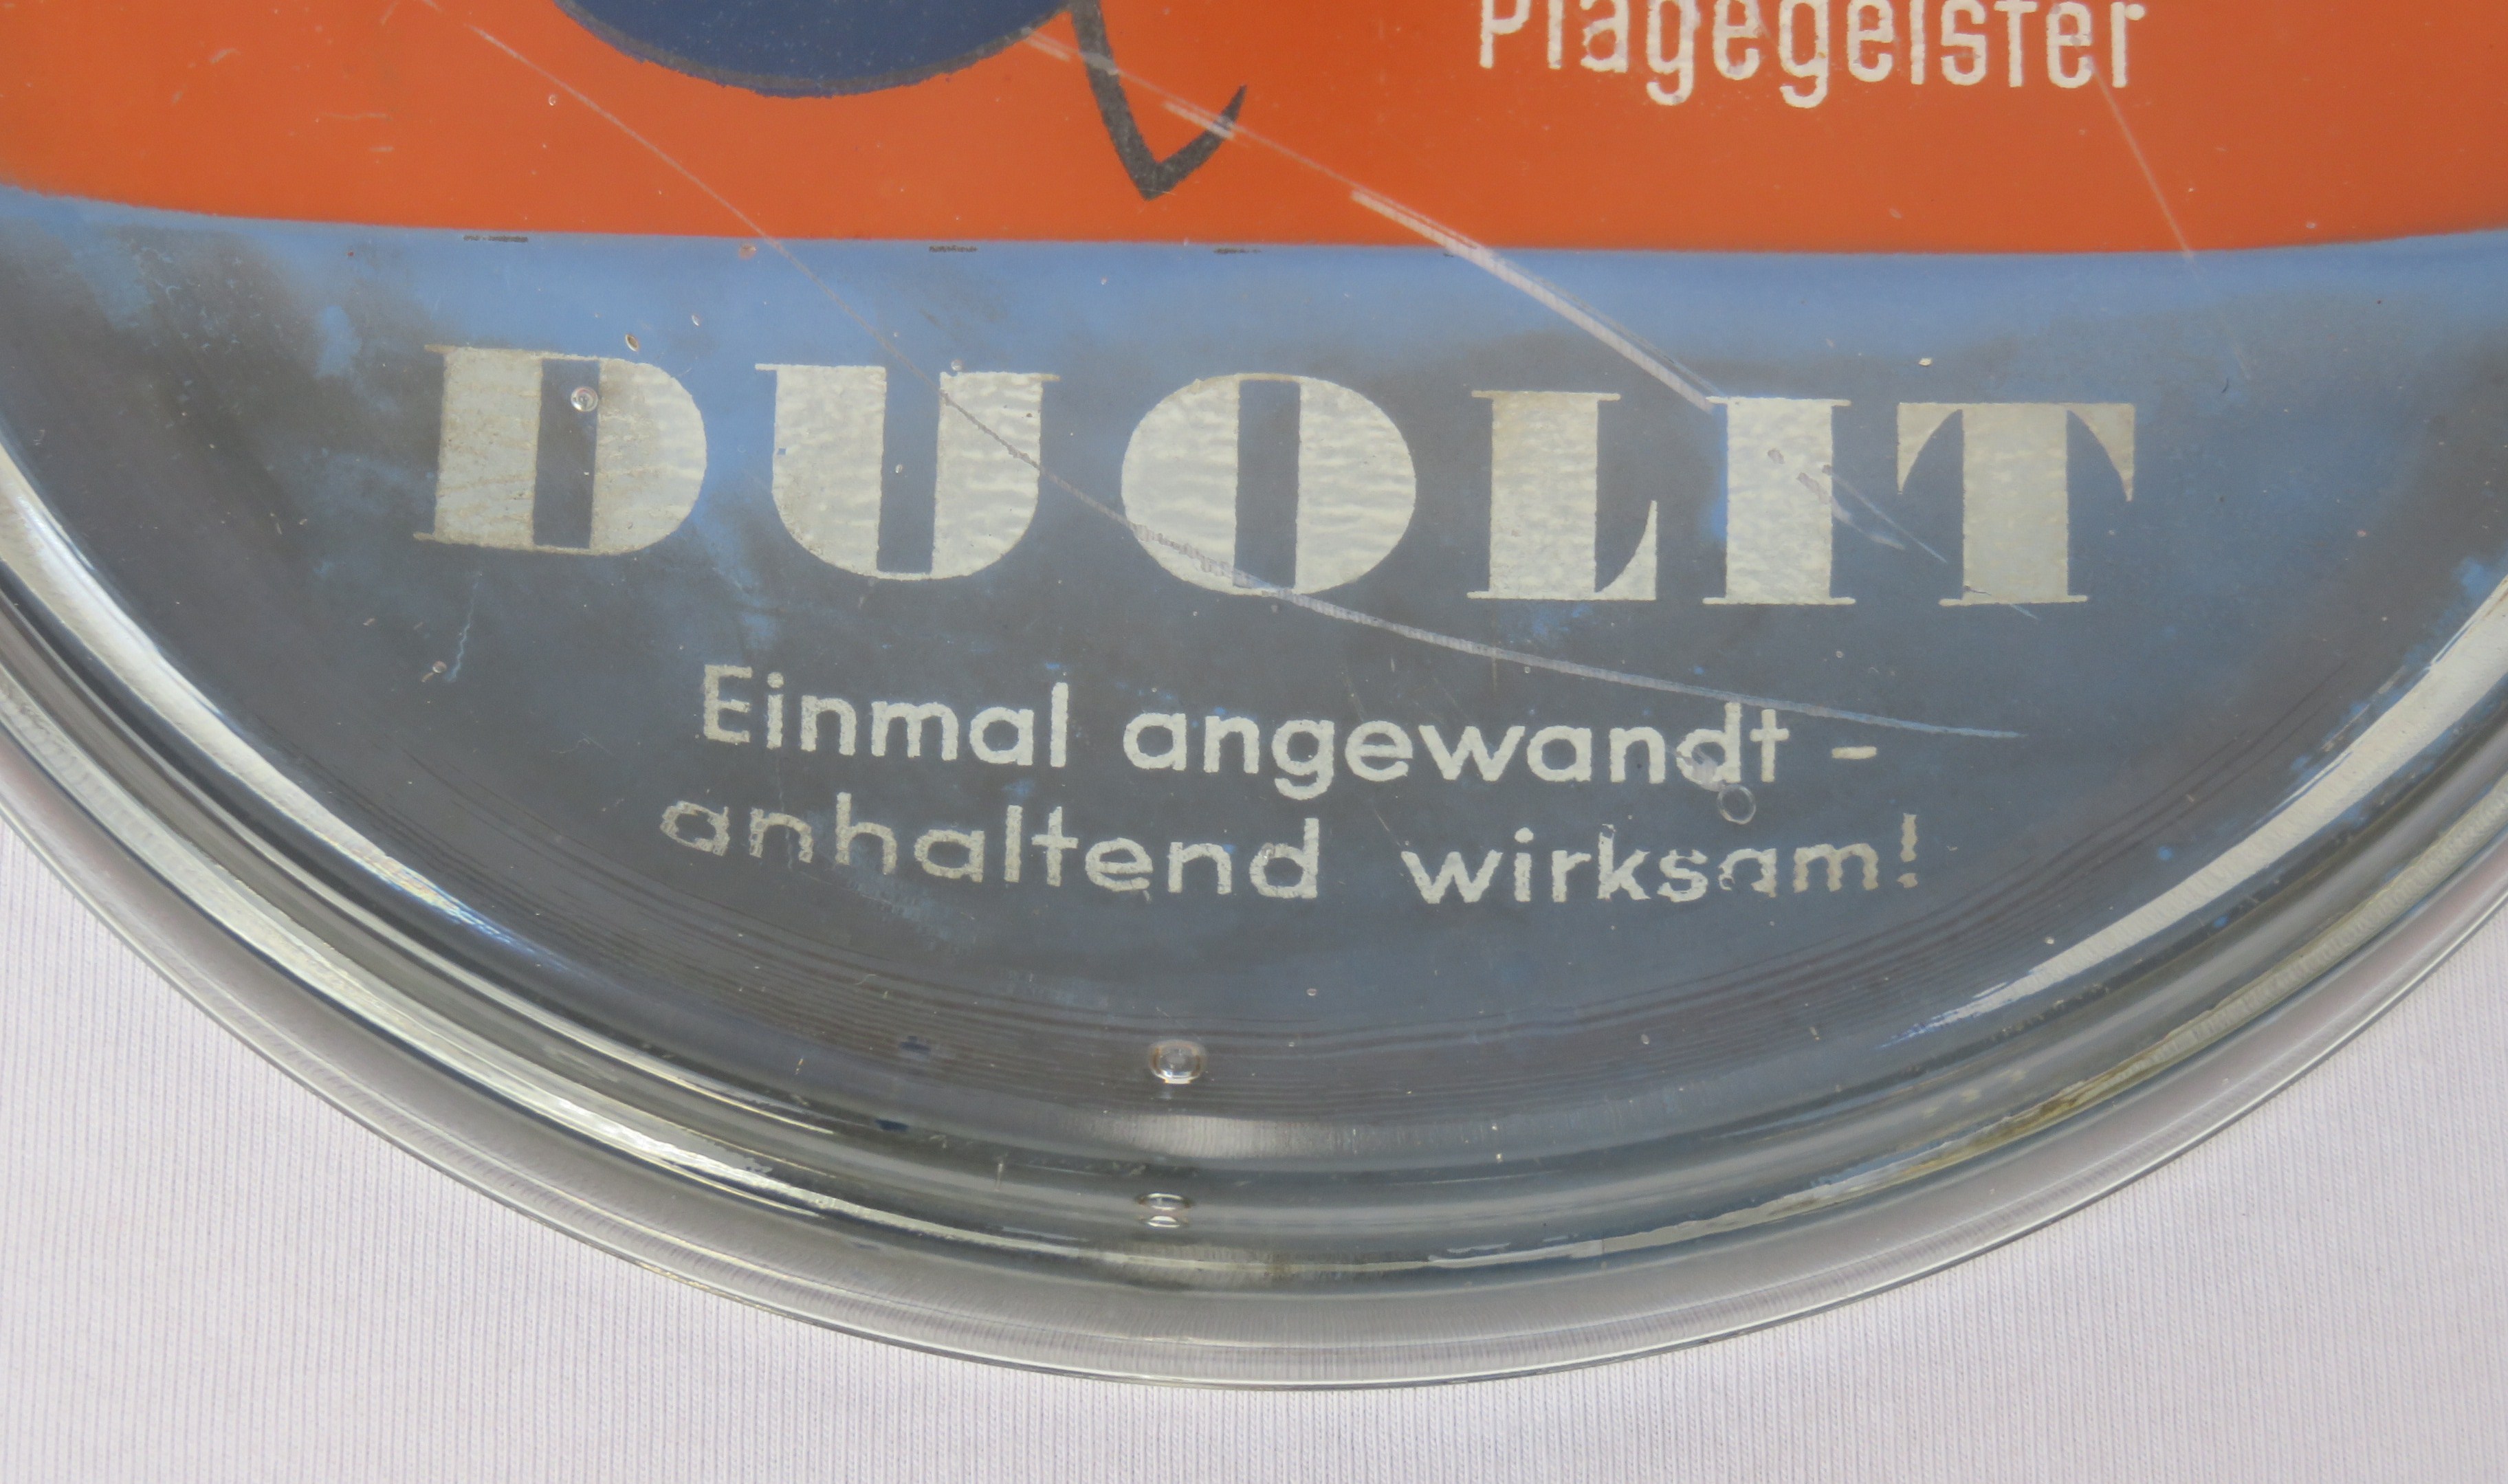 Plagegeister
DUOLIT
Einmal angewandt -
anhaltend wirksam!